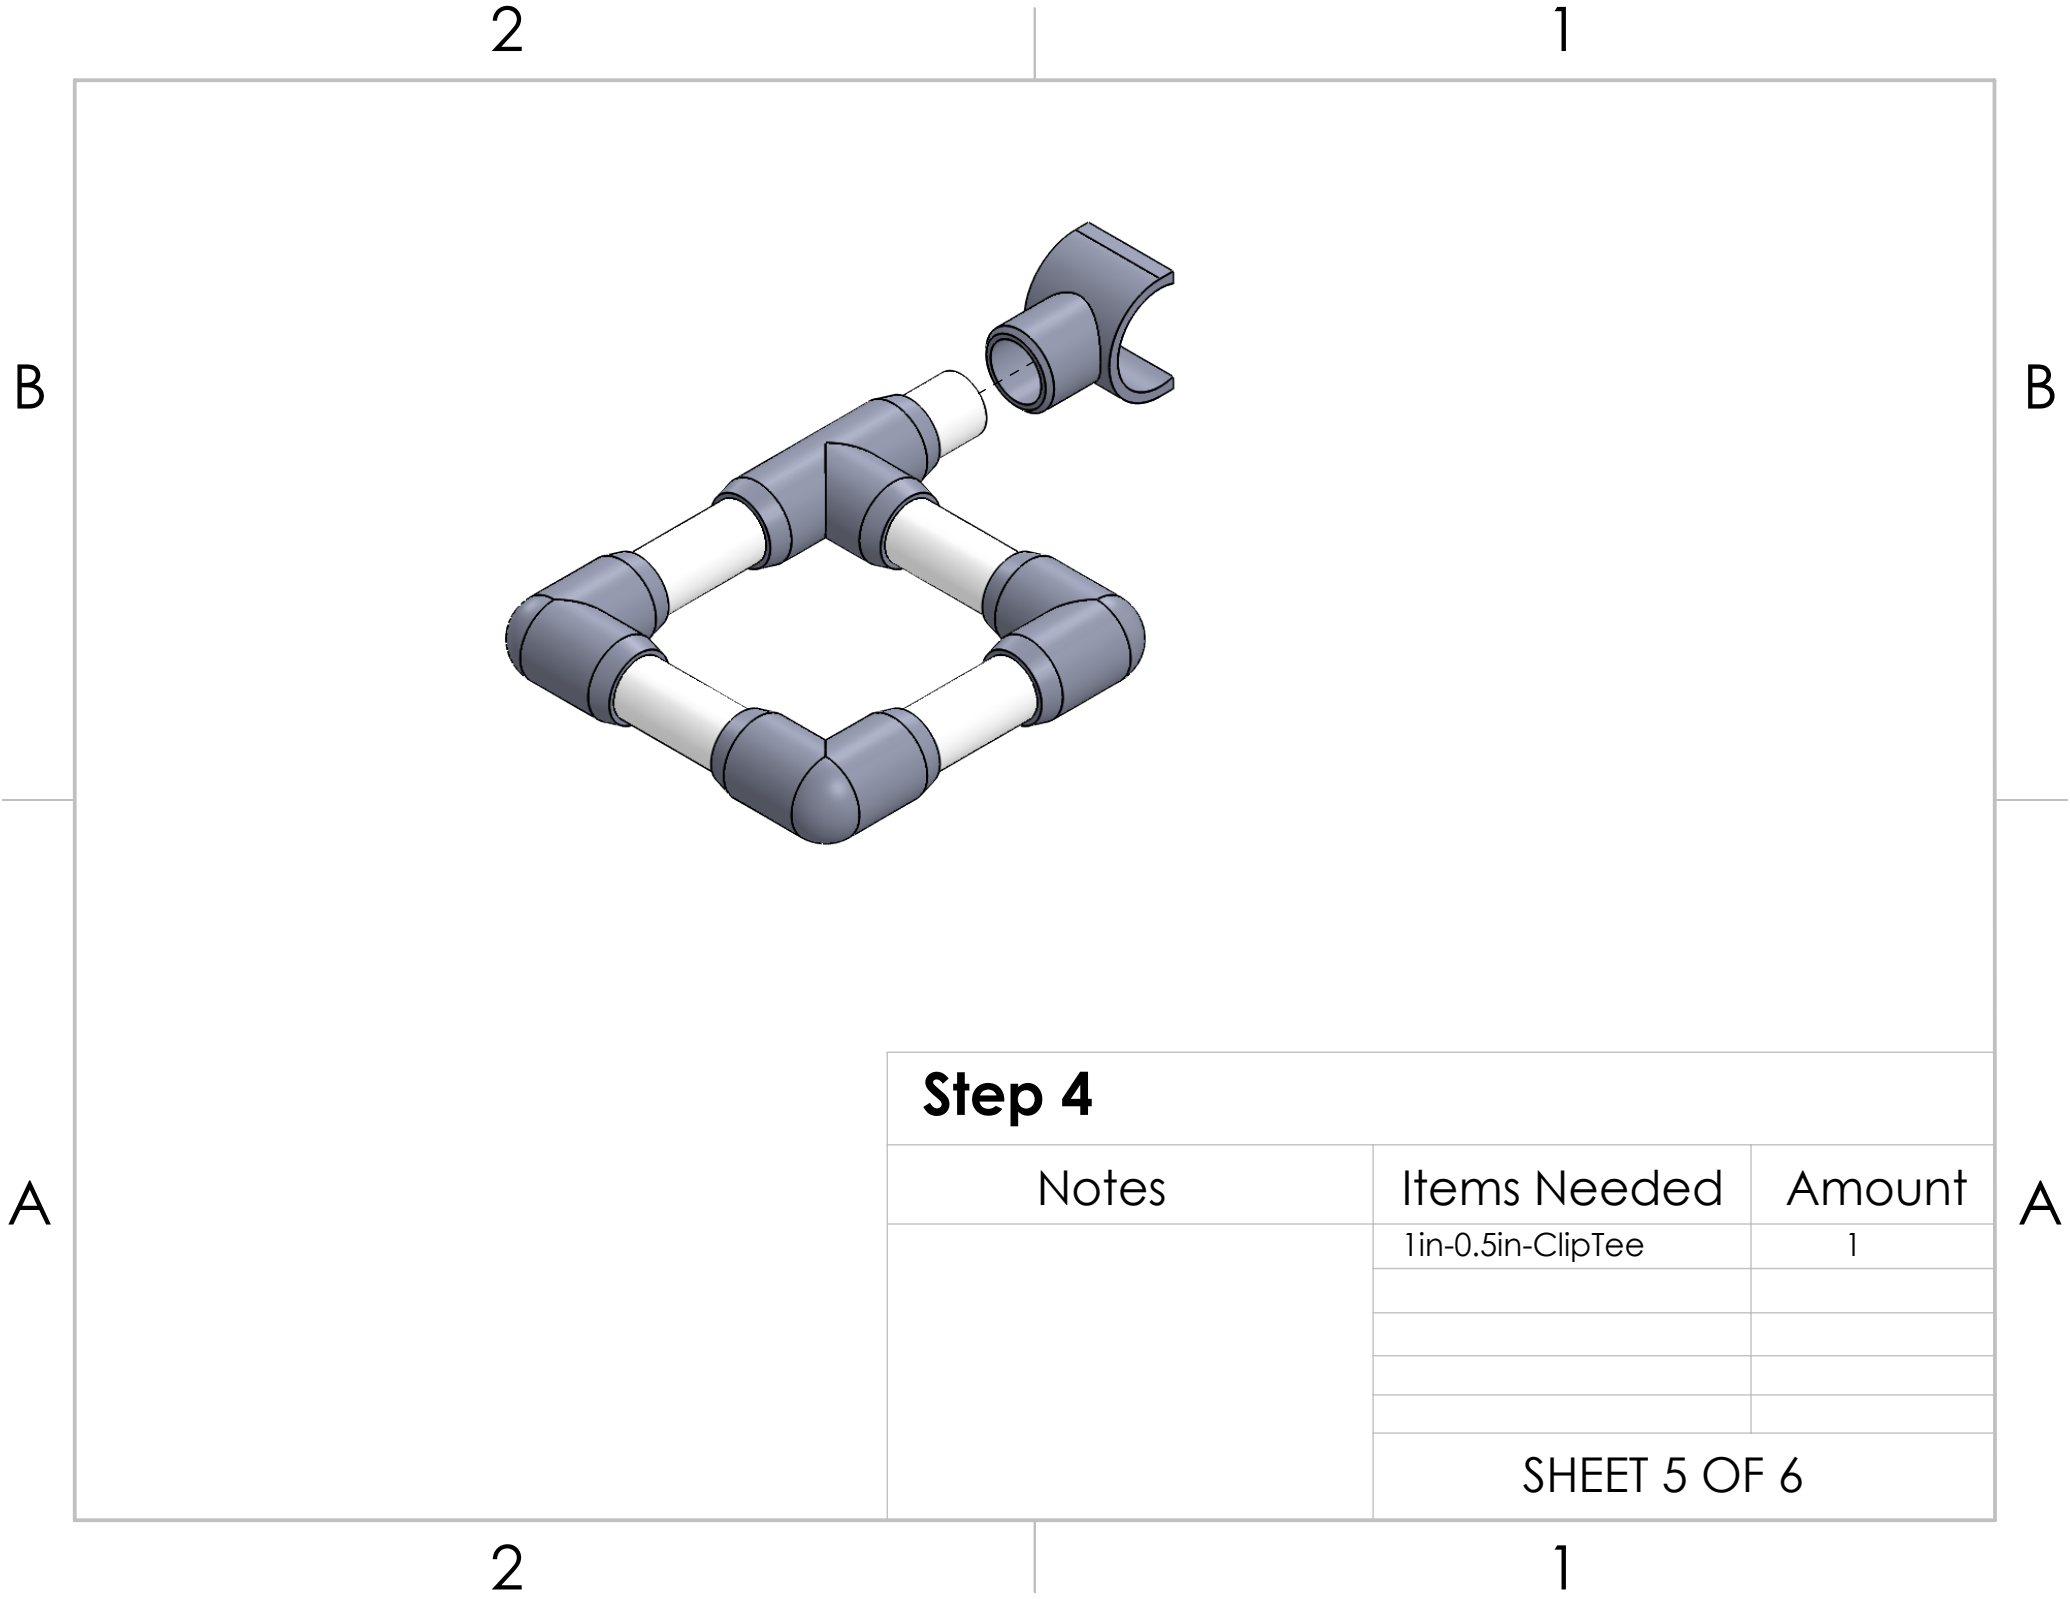 2 1
B B
Step 4
Notes Items Needed Amount
A A
1in-0.5in-ClipTee 1
SHEET 5 OF 6
2 1